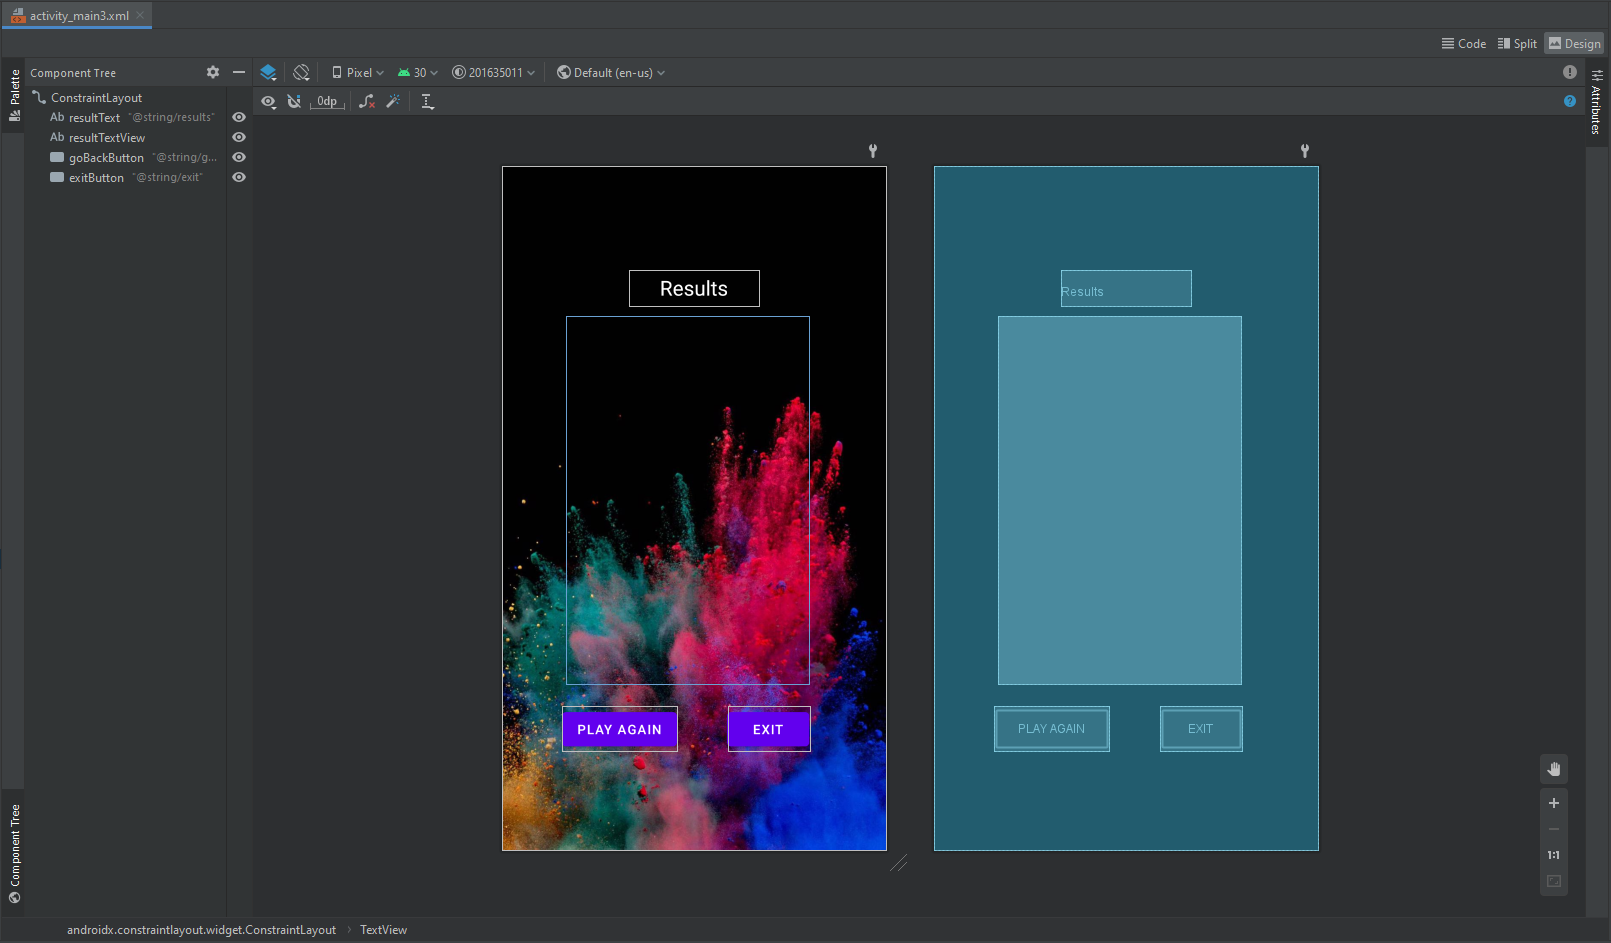 activity_main3.xml
Code Split Design
Palette
Component Tree
Pixel 30 201635011 Default (en-us)
Attributes
0dp
ConstraintLayout
Ab resultText "@string/results"
Ab resultTextView
goBackButton "@string/g...
exitButton "@string/exit"
Results
Results
PLAY AGAIN EXIT
PLAY AGAIN EXIT
1:1
Component Tree
androidx.constraintlayout.widget.ConstraintLayout › TextView